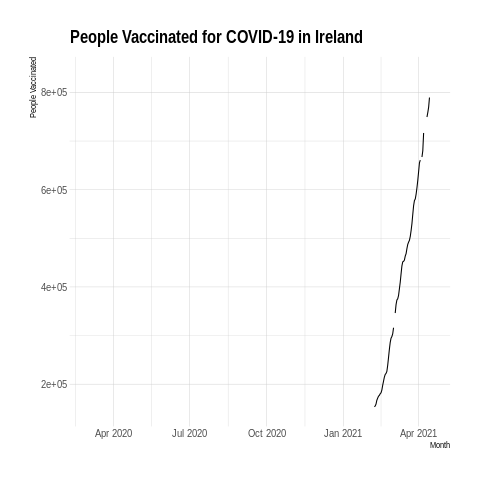 People Vaccinated for COVID-19 in Ireland
People Vaccinated
8e+05
6e+05
4e+05
2e+05
Apr 2020 Jul 2020 Oct 2020 Jan 2021 Apr 2021
Month